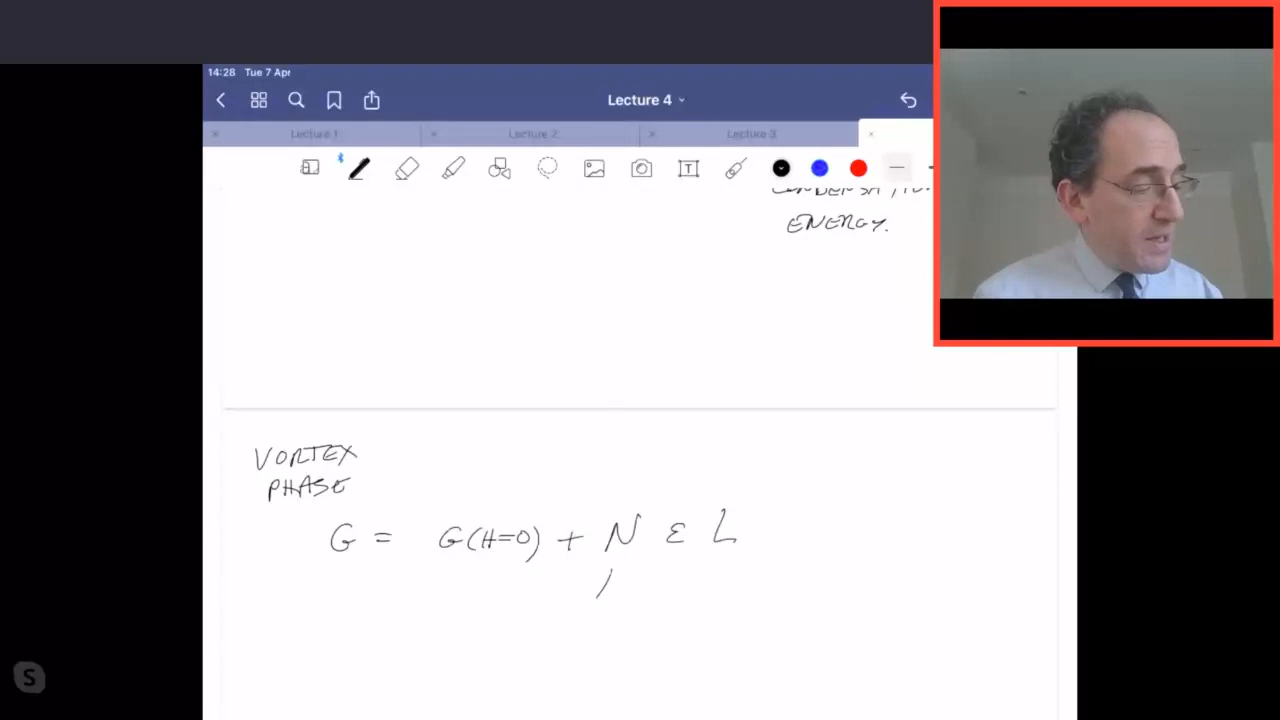 14:28 Tue 7 Apr
Lecture 4
Lecture 1 Lecture 2 Lecture 3
T
ENERGY.
VORTEX
PHASE
G = G(H=0) + N ε L
S